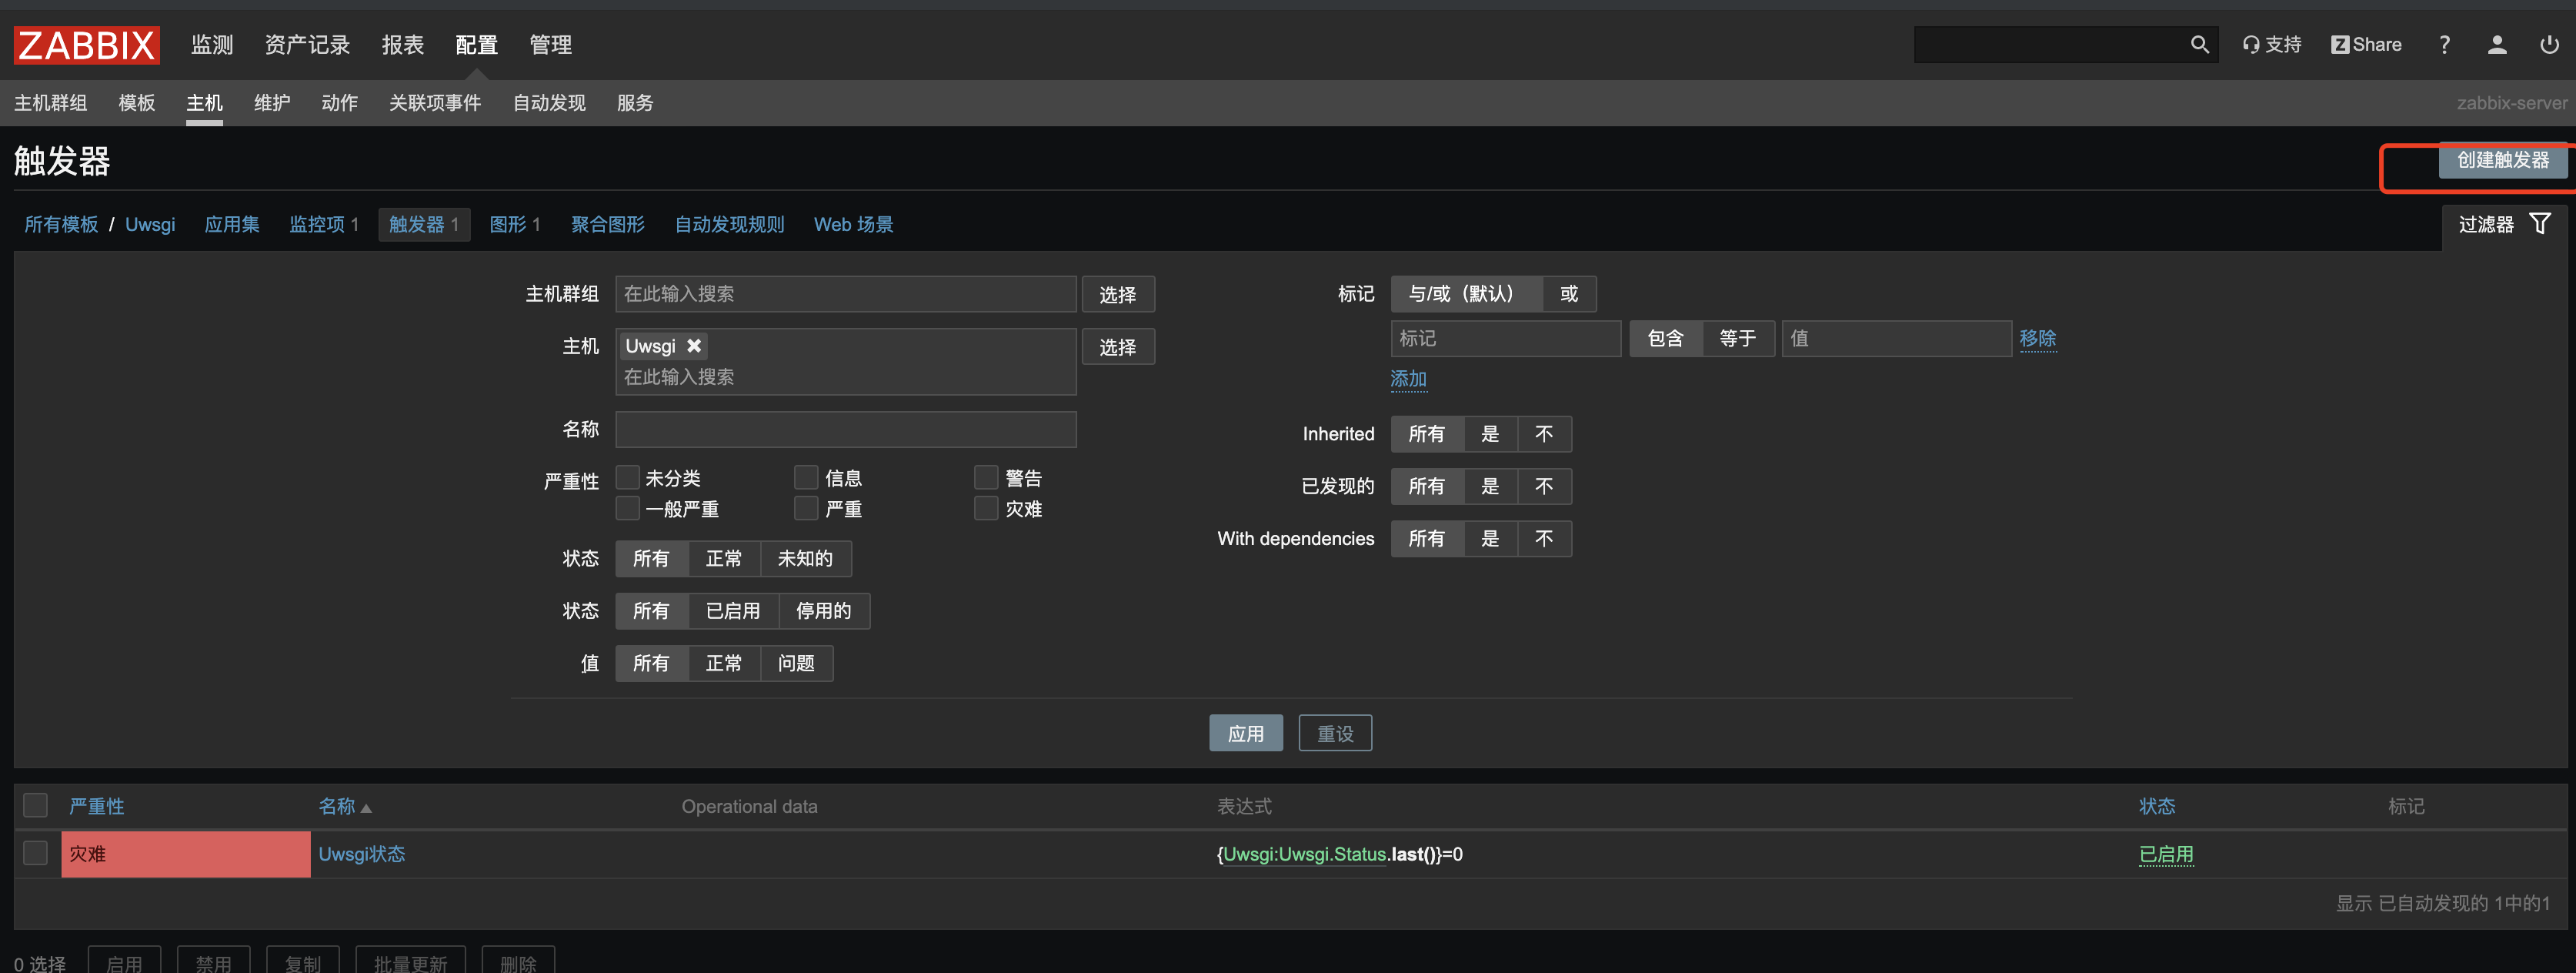 ZABBIX 监测 资产记录 报表 配置 管理 支持 Z Share ?
主机群组 模板 主机 维护 动作 关联项事件 自动发现 服务 zabbix-server
触发器 创建触发器
所有模板 / Uwsgi 应用集 监控项 1 触发器 1 图形 1 聚合图形 自动发现规则 Web 场景 过滤器
主机群组 在此输入搜索 选择 标记 与/或（默认） 或
主机 Uwsgi ✖ 选择 标记 包含 等于 值 移除
在此输入搜索 添加
名称 Inherited 所有 是 不
严重性 未分类 信息 警告 已发现的 所有 是 不
一般严重 严重 灾难
With dependencies 所有 是 不
状态 所有 正常 未知的
状态 所有 已启用 停用的
值 所有 正常 问题
应用 重设
严重性 名称▲ Operational data 表达式 状态 标记
灾难 Uwsgi状态 {Uwsgi:Uwsgi.Status.last()}=0 已启用
显示 已自动发现的 1中的1
0 选择 启用 禁用 复制 批量更新 删除